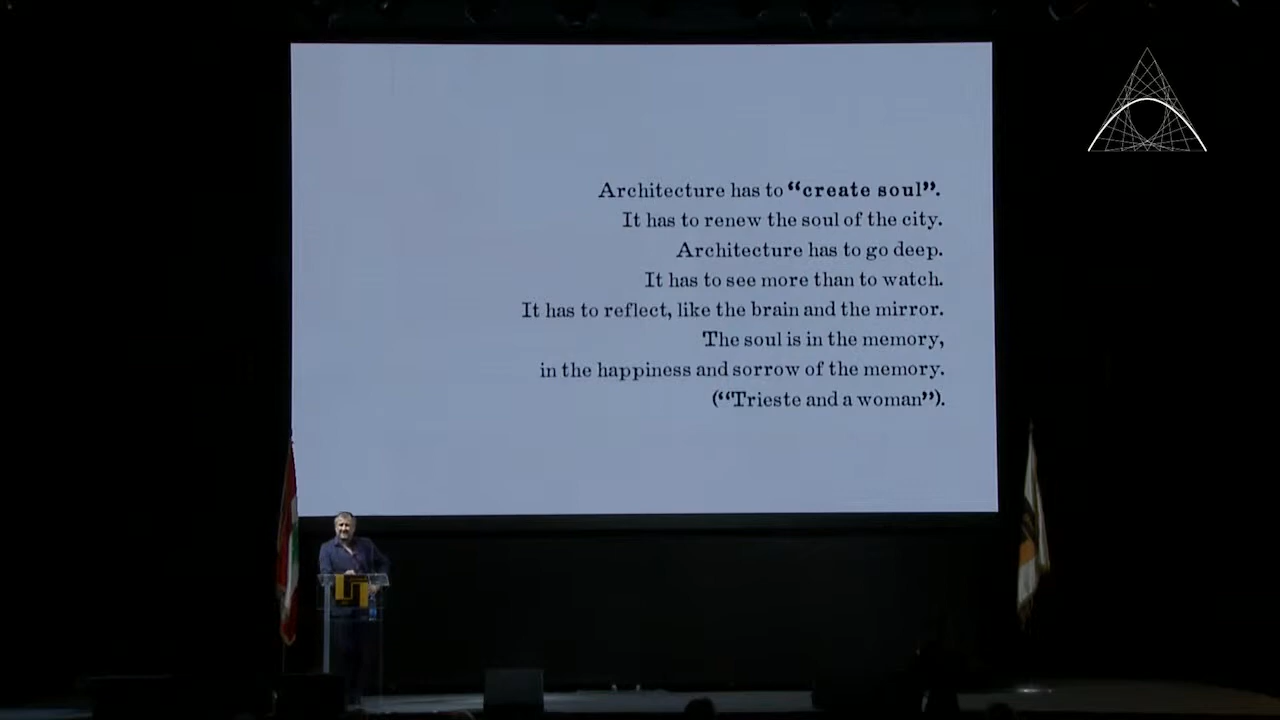 Architecture has to “create soul”.
It has to renew the soul of the city.
Architecture has to go deep.
It has to see more than to watch.
It has to reflect, like the brain and the mirror.
The soul is in the memory,
in the happiness and sorrow of the memory.
(“Trieste and a woman”).